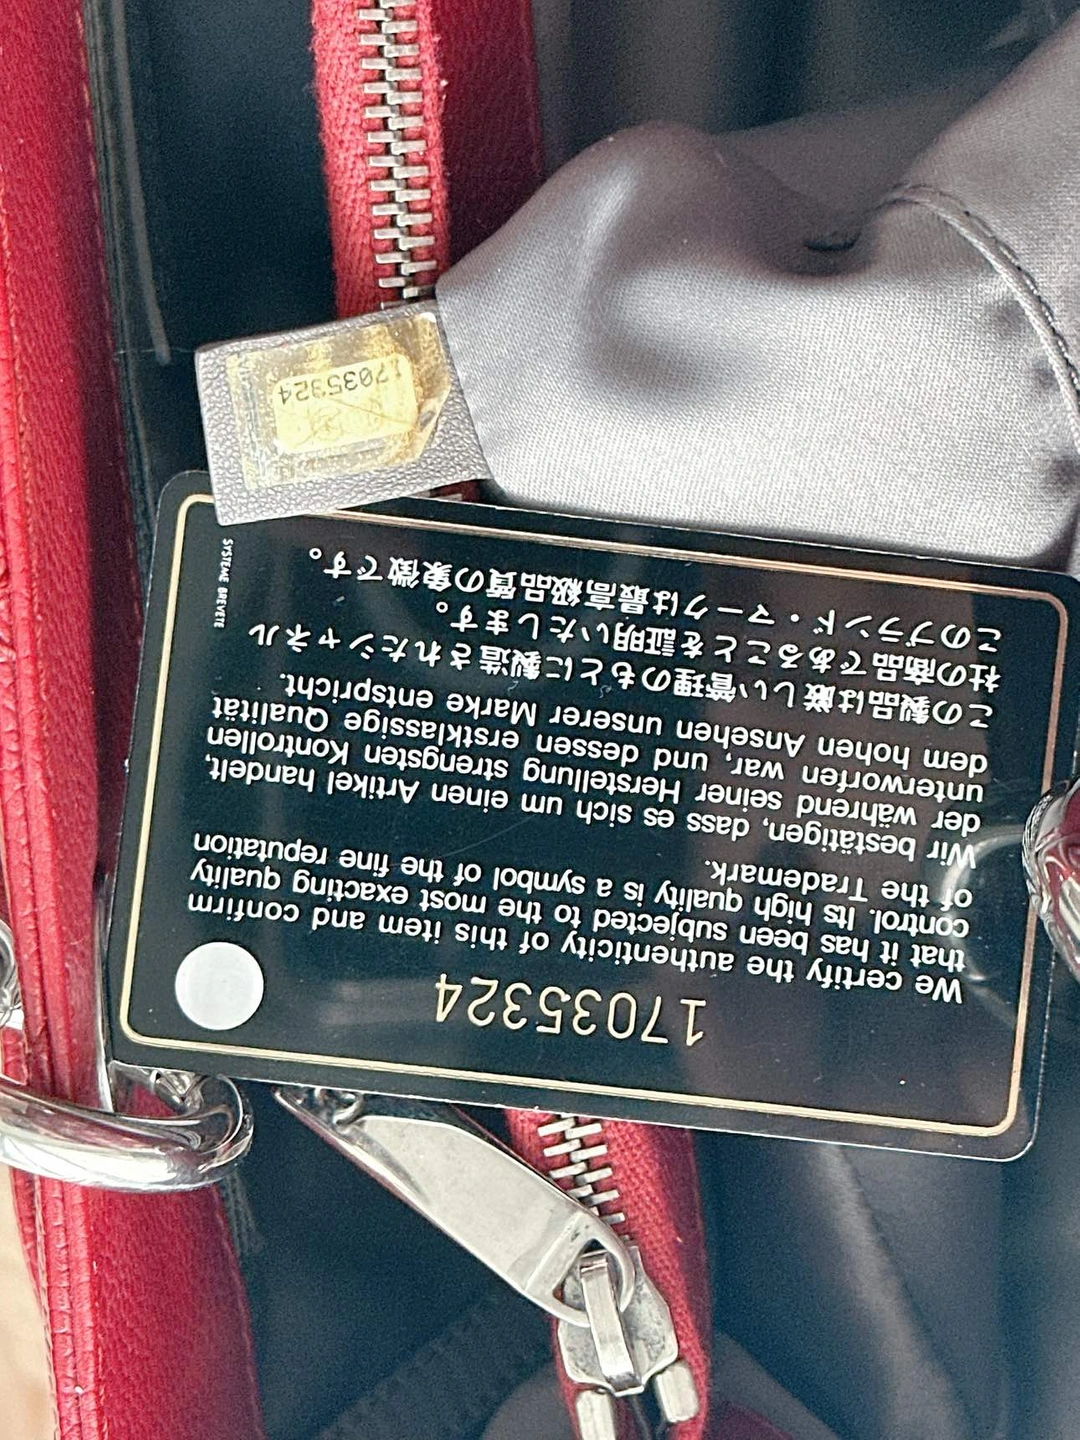 17035324
17035324
We certify the authenticity of this item and confirm
that it has been subjected to the most exacting quality
control. Its high quality is a symbol of the fine reputation
of the Trademark.
Wir bestätigen, dass es sich um einen Artikel handelt,
der während seiner Herstellung strengsten Kontrollen
unterworfen war, und dessen erstklassige Qualität
dem hohen Ansehen unserer Marke entspricht.
この製品は厳しい管理のもとに製造されたシャネル
社の商品であることを証明いたします。
このブランド・マークは最高級品質の象徴です。
SYSTEME BREVETE